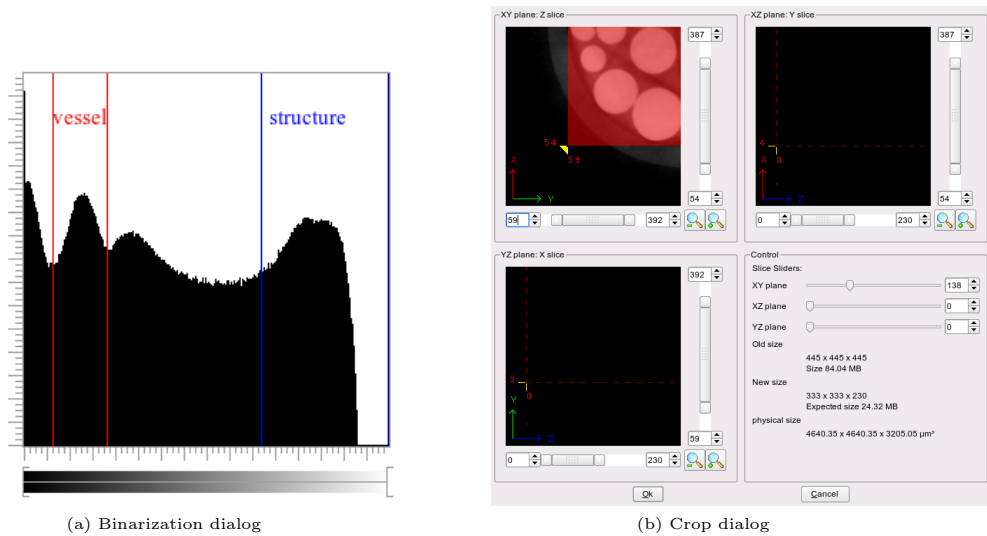 vessel
structure
XY plane: Z slice
387
54
59
X
Y
54
59
392
XZ plane: Y slice
387
4
0
X
Z
54
0
230
YZ plane: X slice
392
9
0
Y
Z
59
0
230
Control
Slice Sliders:
XY plane 138
XZ plane 0
YZ plane 0
Old size
445 x 445 x 445
Size 84.04 MB
New size
333 x 333 x 230
Expected size 24.32 MB
physical size
4640.35 x 4640.35 x 3205.05 µm³
Ok
Cancel
(a) Binarization dialog
(b) Crop dialog